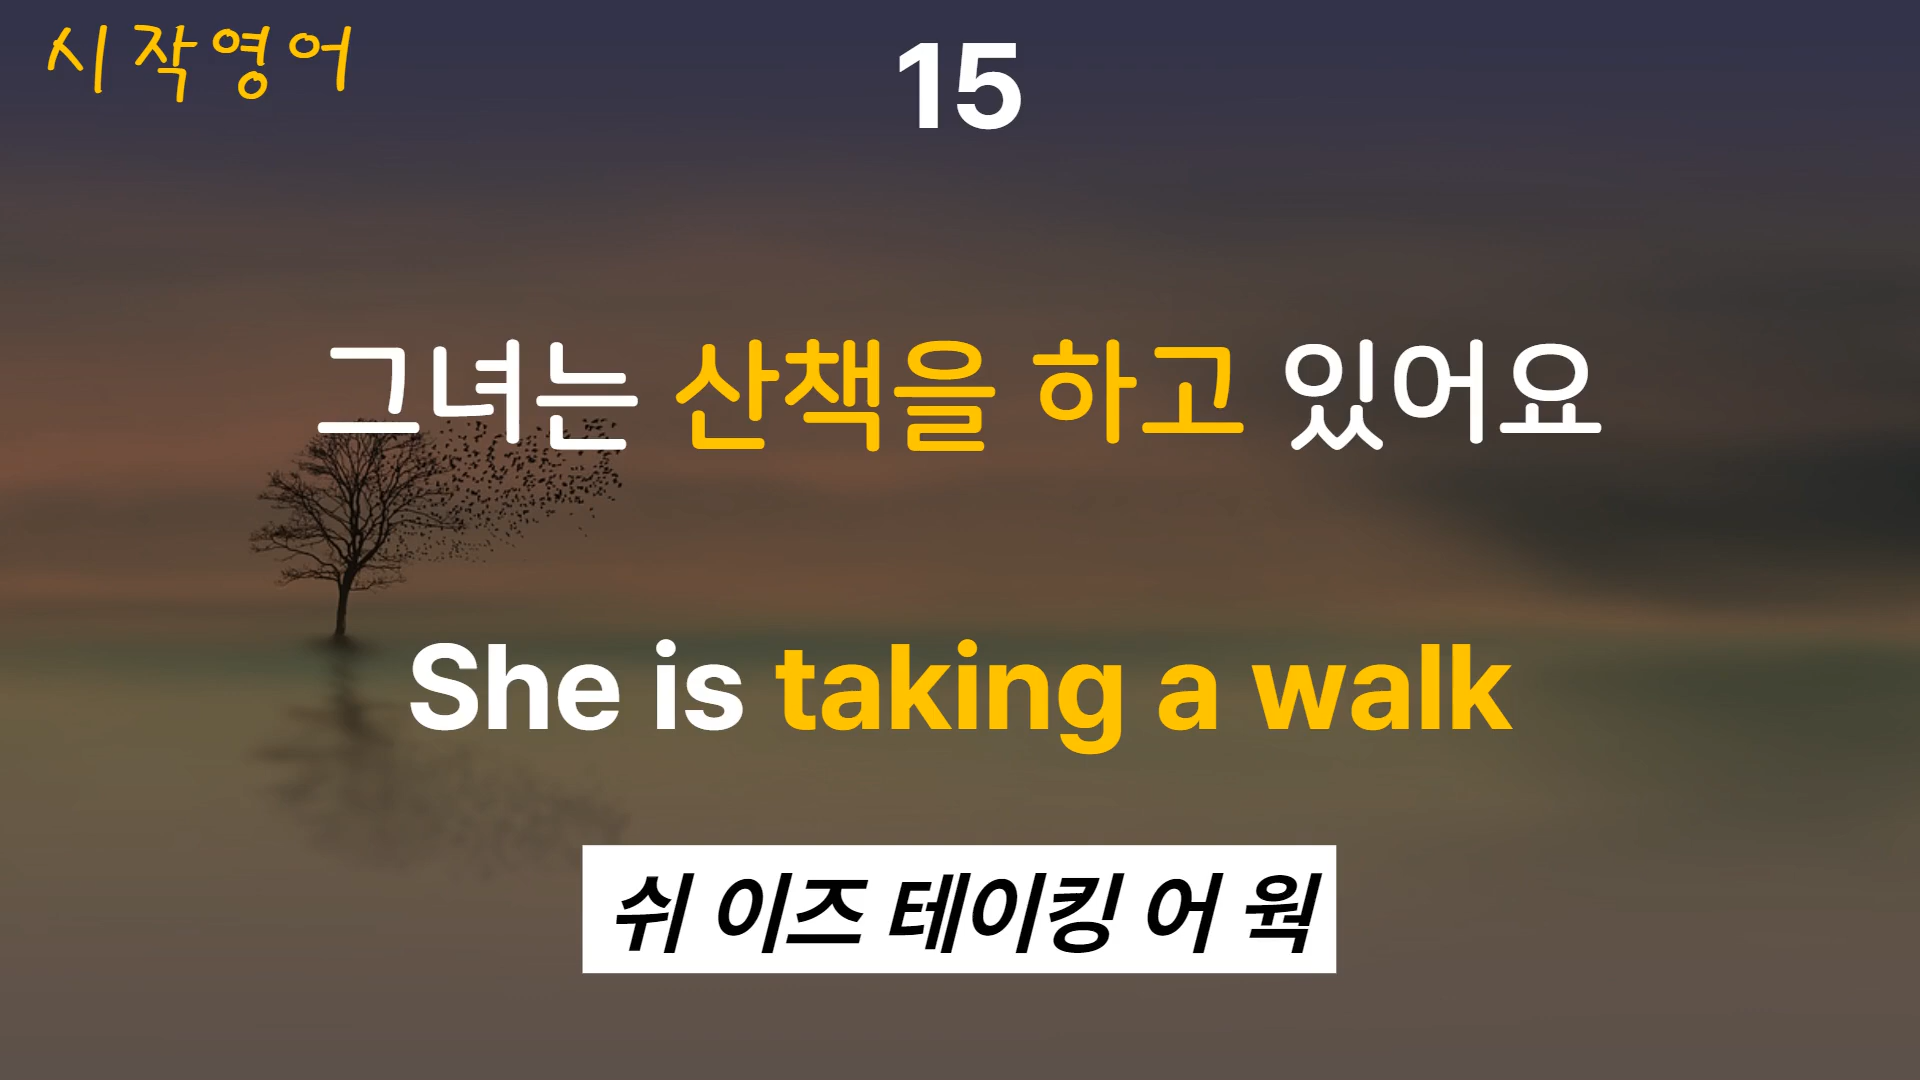 시작영어
15
그녀는 산책을 하고 있어요
She is taking a walk
쉬 이즈 테이킹 어 웍